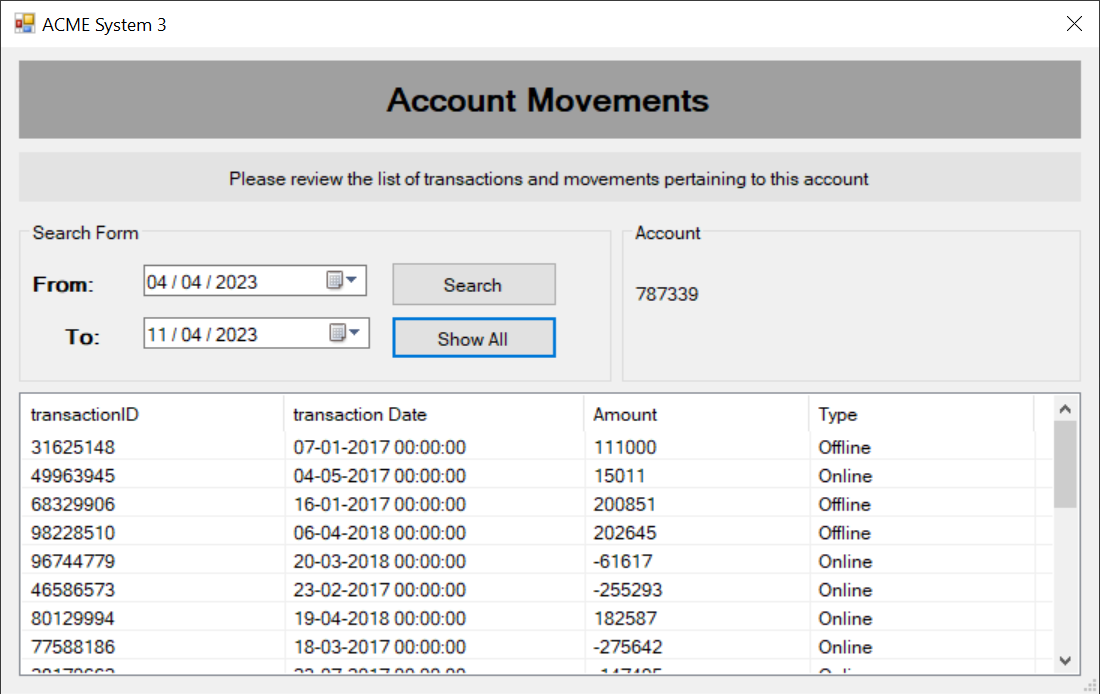 ACME System 3
Account Movements
Please review the list of transactions and movements pertaining to this account
Search Form
From: 04 / 04 / 2023 Search
To: 11 / 04 / 2023 Show All
Account
787339
transactionID transaction Date Amount Type
31625148 07-01-2017 00:00:00 111000 Offline
49963945 04-05-2017 00:00:00 15011 Online
68329906 16-01-2017 00:00:00 200851 Offline
98228510 06-04-2018 00:00:00 202645 Offline
96744779 20-03-2018 00:00:00 -61617 Online
46586573 23-02-2017 00:00:00 -255293 Online
80129994 19-04-2018 00:00:00 182587 Online
77588186 18-03-2017 00:00:00 -275642 Online